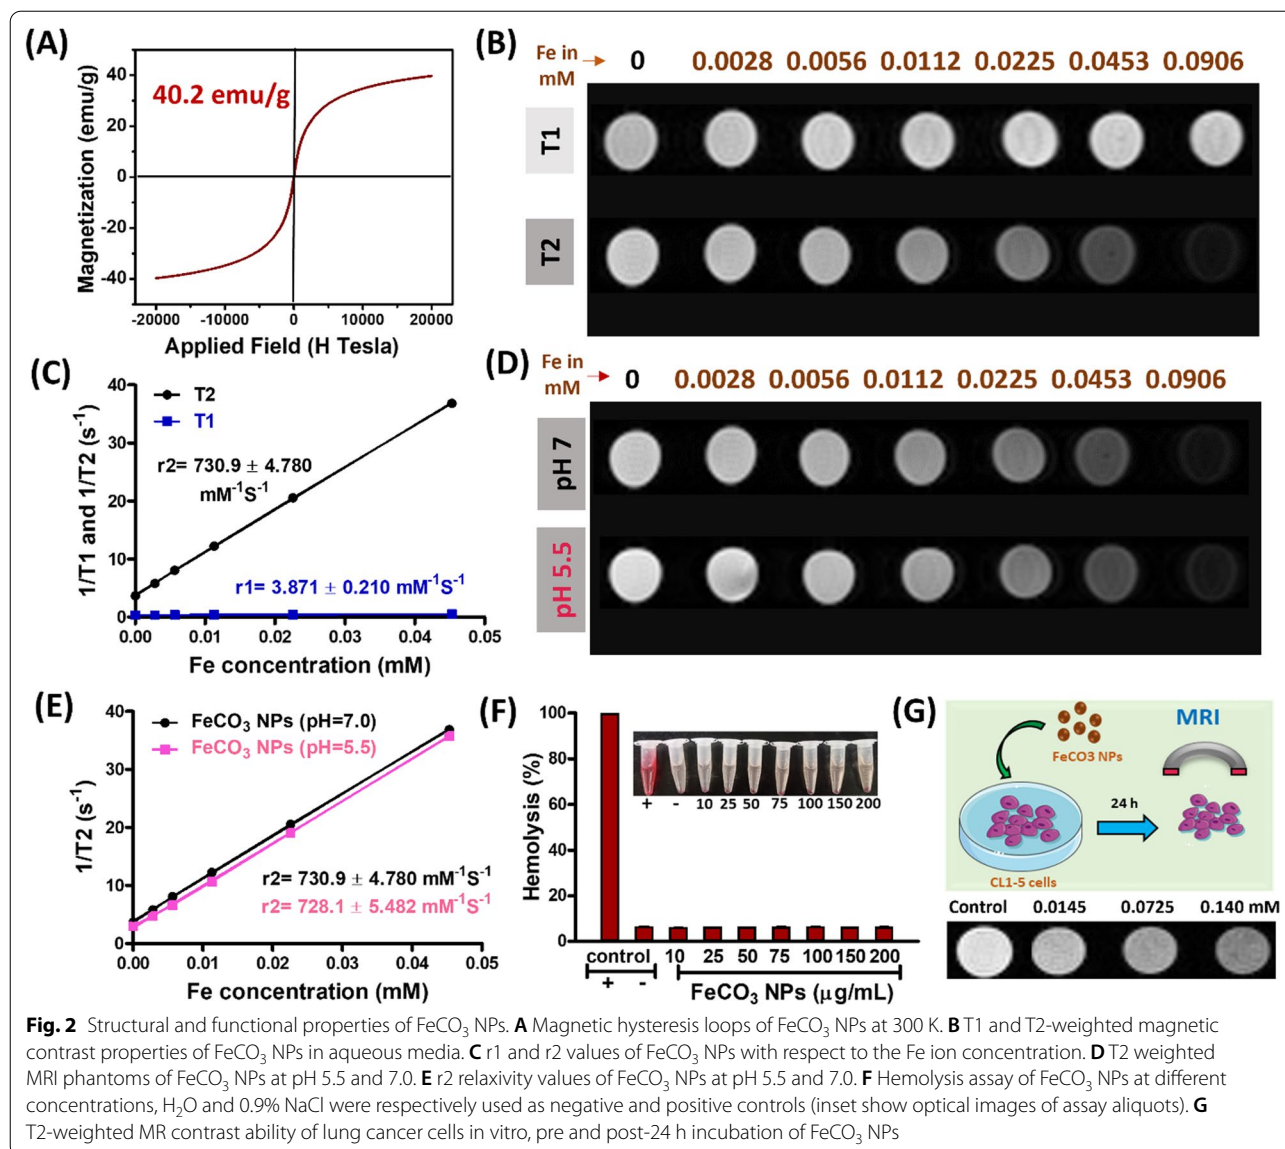 (A)
40.2 emu/g
Magnetization (emu/g)
40
20
0
-20
-40
-20000 -10000 0 10000 20000
Applied Field (H Tesla)
(B)
Fe in mM
0 0.0028 0.0056 0.0112 0.0225 0.0453 0.0906
T1
T2
(C)
1/T1 and 1/T2 (s⁻¹)
40
30
20
10
0
T2
T1
r2= 730.9 ± 4.780
mM⁻¹S⁻¹
r1= 3.871 ± 0.210 mM⁻¹S⁻¹
0.00 0.01 0.02 0.03 0.04 0.05
Fe concentration (mM)
(D)
Fe in
mM
0 0.0028 0.0056 0.0112 0.0225 0.0453 0.0906
pH 7
pH 5.5
(E)
1/T2 (s⁻¹)
40
30
20
10
0
FeCO₃ NPs (pH=7.0)
FeCO₃ NPs (pH=5.5)
r2= 730.9 ± 4.780 mM⁻¹S⁻¹
r2= 728.1 ± 5.482 mM⁻¹S⁻¹
0.00 0.01 0.02 0.03 0.04 0.05
Fe concentration (mM)
(F)
Hemolysis (%)
100
80
60
40
20
0
+ - 10 25 50 75 100 150 200
control 10 25 50 75 100 150 200
+ -
FeCO₃ NPs (µg/mL)
(G)
FeCO3 NPs
MRI
24 h
CL1-5 cells
Control 0.0145 0.0725 0.140 mM
Fig. 2 Structural and functional properties of FeCO₃ NPs. A Magnetic hysteresis loops of FeCO₃ NPs at 300 K. B T1 and T2-weighted magnetic
contrast properties of FeCO₃ NPs in aqueous media. C r1 and r2 values of FeCO₃ NPs with respect to the Fe ion concentration. D T2 weighted
MRI phantoms of FeCO₃ NPs at pH 5.5 and 7.0. E r2 relaxivity values of FeCO₃ NPs at pH 5.5 and 7.0. F Hemolysis assay of FeCO₃ NPs at different
concentrations, H₂O and 0.9% NaCl were respectively used as negative and positive controls (inset show optical images of assay aliquots). G
T2-weighted MR contrast ability of lung cancer cells in vitro, pre and post-24 h incubation of FeCO₃ NPs